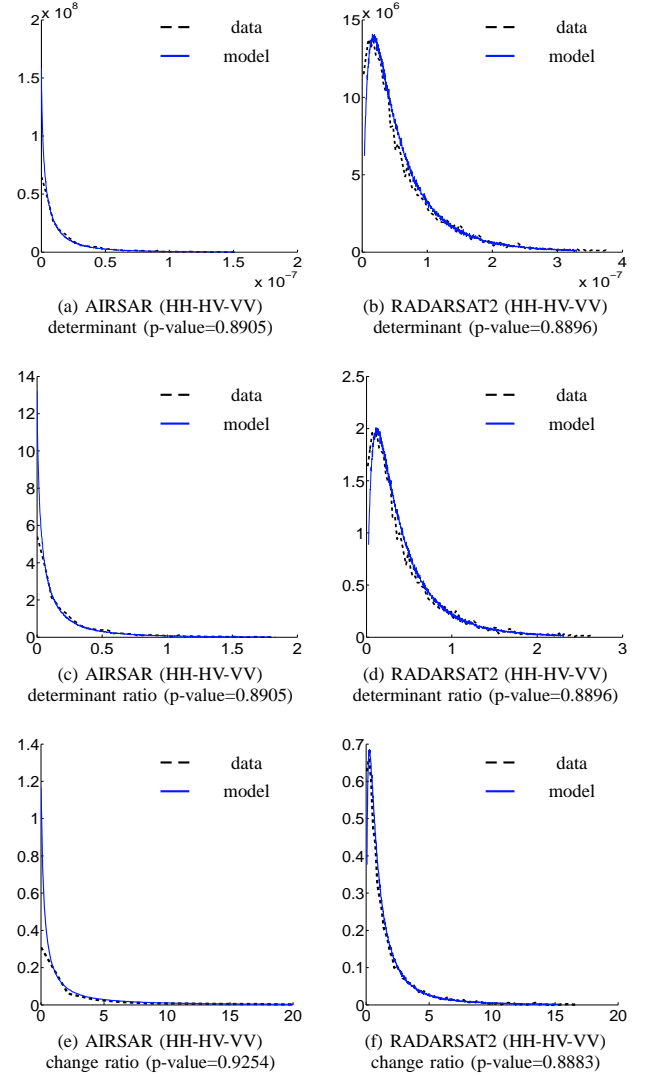 x 10^8
2
1.5
1
0.5
0
0 0.5 1 1.5 2
x 10^-7
data
model
(a) AIRSAR (HH-HV-VV)
determinant (p-value=0.8905)
x 10^6
15
10
5
0
0 1 2 3 4
x 10^-7
data
model
(b) RADARSAT2 (HH-HV-VV)
determinant (p-value=0.8896)
14
12
10
8
6
4
2
0
0 0.5 1 1.5 2
data
model
(c) AIRSAR (HH-HV-VV)
determinant ratio (p-value=0.8905)
2.5
2
1.5
1
0.5
0
0 1 2 3
data
model
(d) RADARSAT2 (HH-HV-VV)
determinant ratio (p-value=0.8896)
1.4
1.2
1
0.8
0.6
0.4
0.2
0
0 5 10 15 20
data
model
(e) AIRSAR (HH-HV-VV)
change ratio (p-value=0.9254)
0.7
0.6
0.5
0.4
0.3
0.2
0.1
0
0 5 10 15 20
data
model
(f) RADARSAT2 (HH-HV-VV)
change ratio (p-value=0.8883)